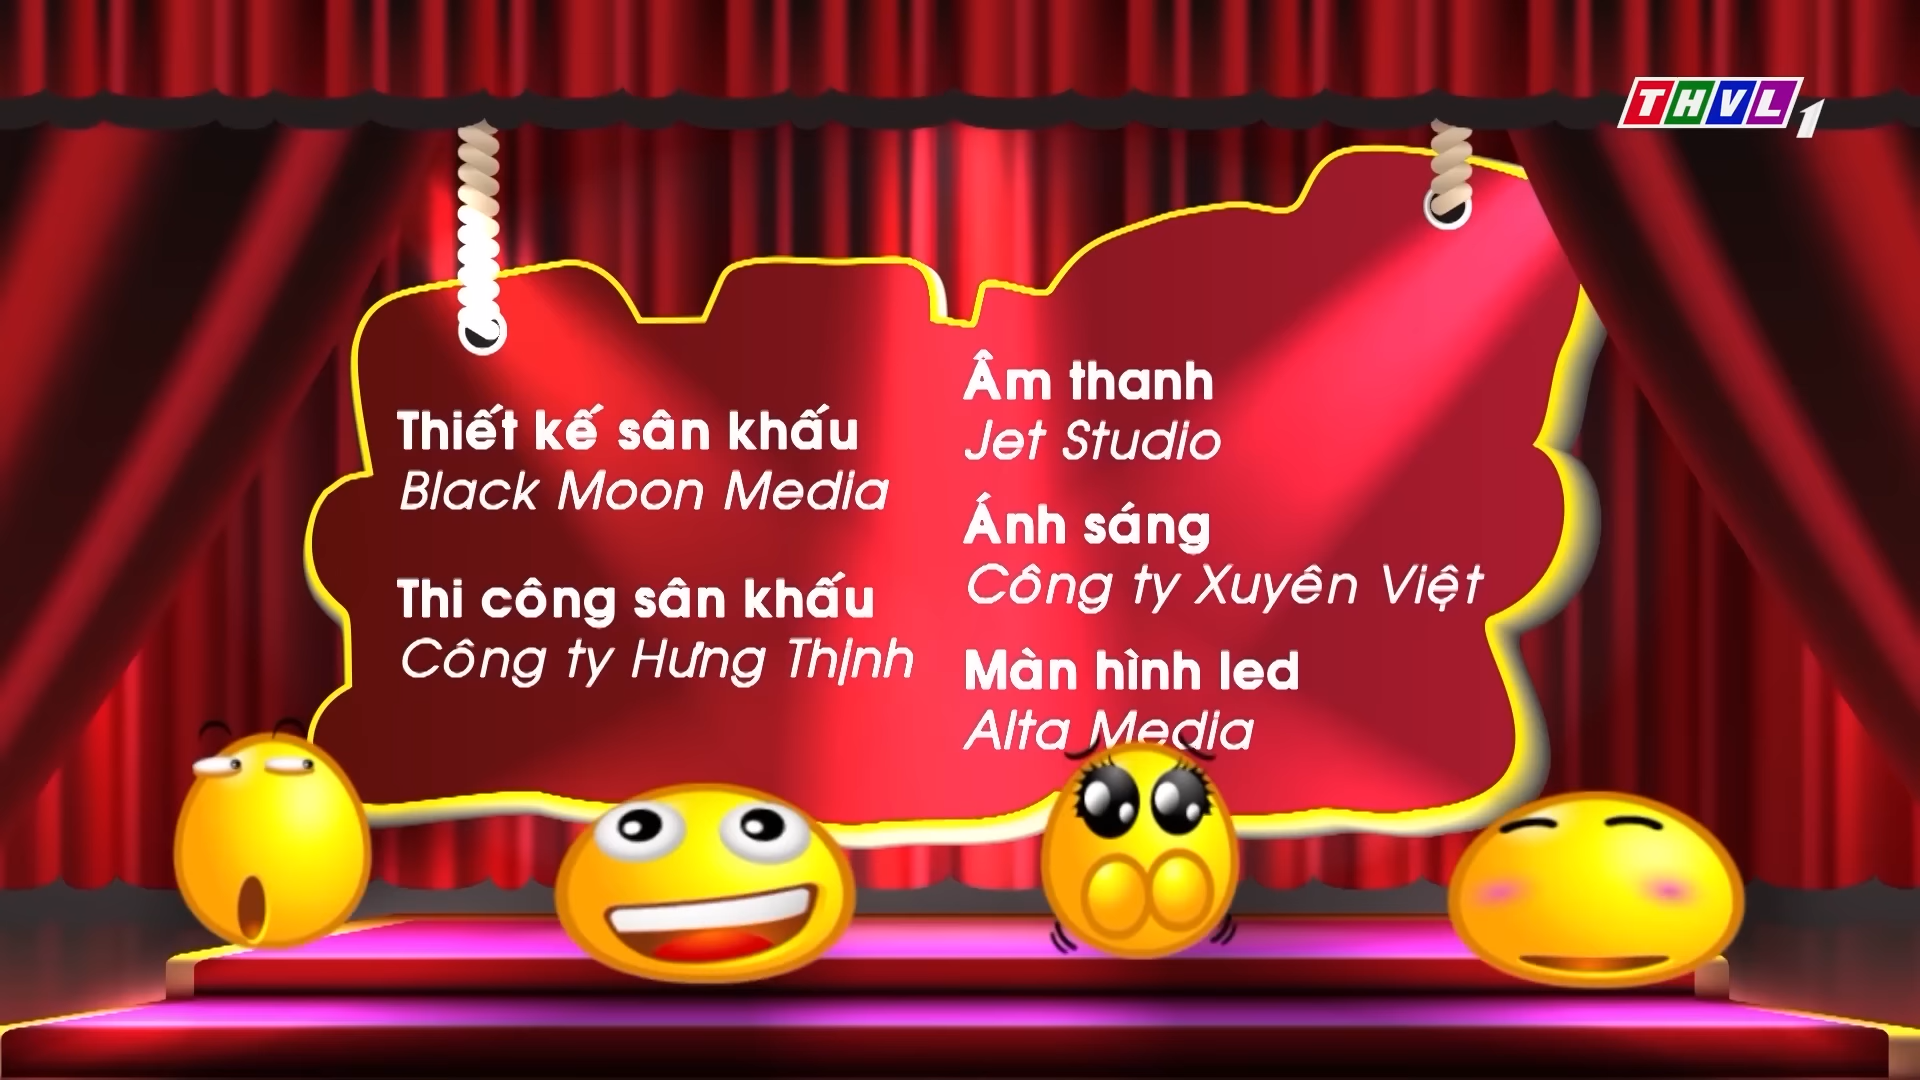 THVL1
Thiết kế sân khấu
Black Moon Media
Thi công sân khấu
Công ty Hưng Thịnh
Âm thanh
Jet Studio
Ánh sáng
Công ty Xuyên Việt
Màn hình led
Alta Media